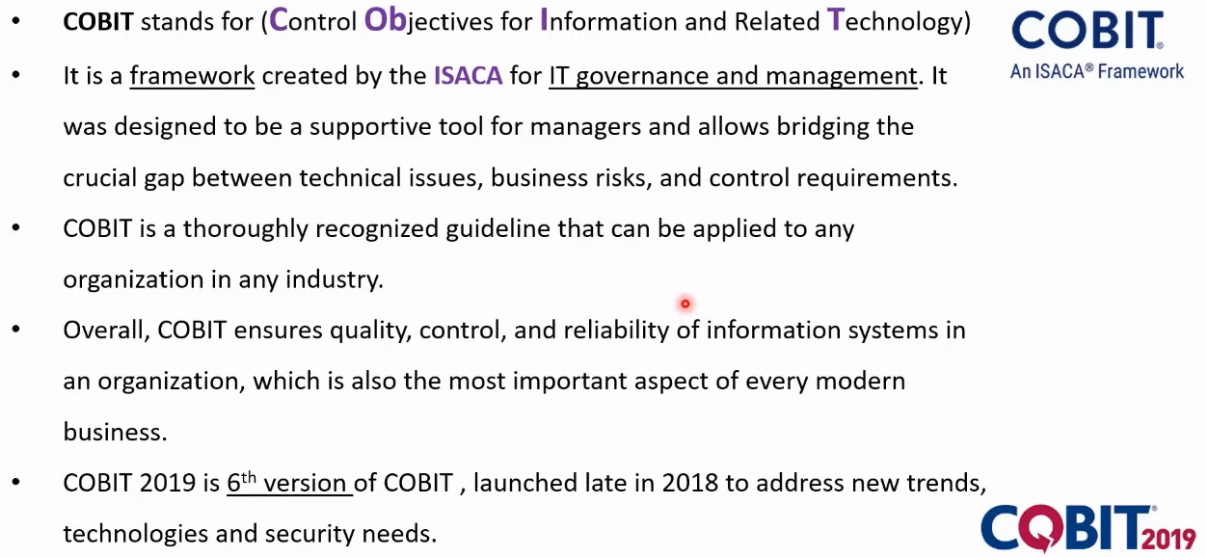 • COBIT stands for (Control Objectives for Information and Related Technology)
COBIT®
An ISACA® Framework
• It is a framework created by the ISACA for IT governance and management. It
was designed to be a supportive tool for managers and allows bridging the
crucial gap between technical issues, business risks, and control requirements.
• COBIT is a thoroughly recognized guideline that can be applied to any
organization in any industry.
• Overall, COBIT ensures quality, control, and reliability of information systems in
an organization, which is also the most important aspect of every modern
business.
• COBIT 2019 is 6th version of COBIT , launched late in 2018 to address new trends,
technologies and security needs.
COBIT® 2019